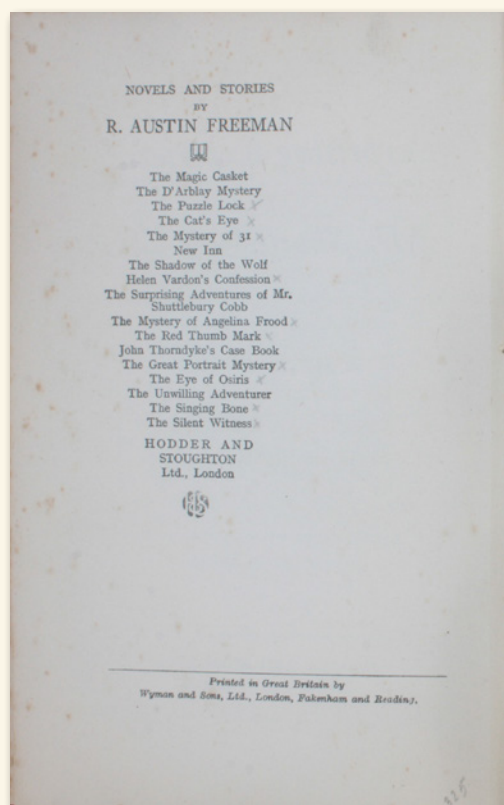 NOVELS AND STORIES
BY
R. AUSTIN FREEMAN
The Magic Casket
The D'Arblay Mystery
The Puzzle Lock
The Cat's Eye
The Mystery of 31
New Inn
The Shadow of the Wolf
Helen Vardon's Confession
The Surprising Adventures of Mr.
Shuttlebury Cobb
The Mystery of Angelina Frood
The Red Thumb Mark
John Thorndyke's Case Book
The Great Portrait Mystery
The Eye of Osiris
The Unwilling Adventurer
The Singing Bone
The Silent Witness
HODDER AND
STOUGHTON
Ltd., London
Printed in Great Britain by
Wyman and Sons, Ltd., London, Fakenham and Reading.